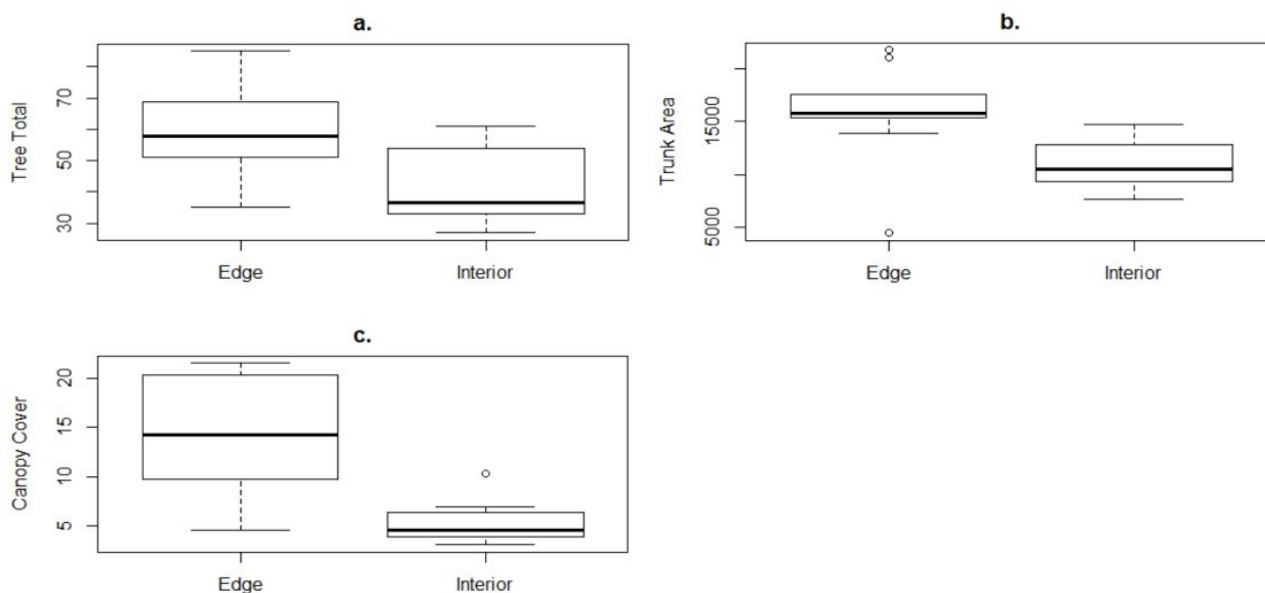 a.
Tree Total
70
50
30
Edge Interior
b.
Trunk Area
15000
5000
Edge Interior
c.
Canopy Cover
20
15
10
5
Edge Interior